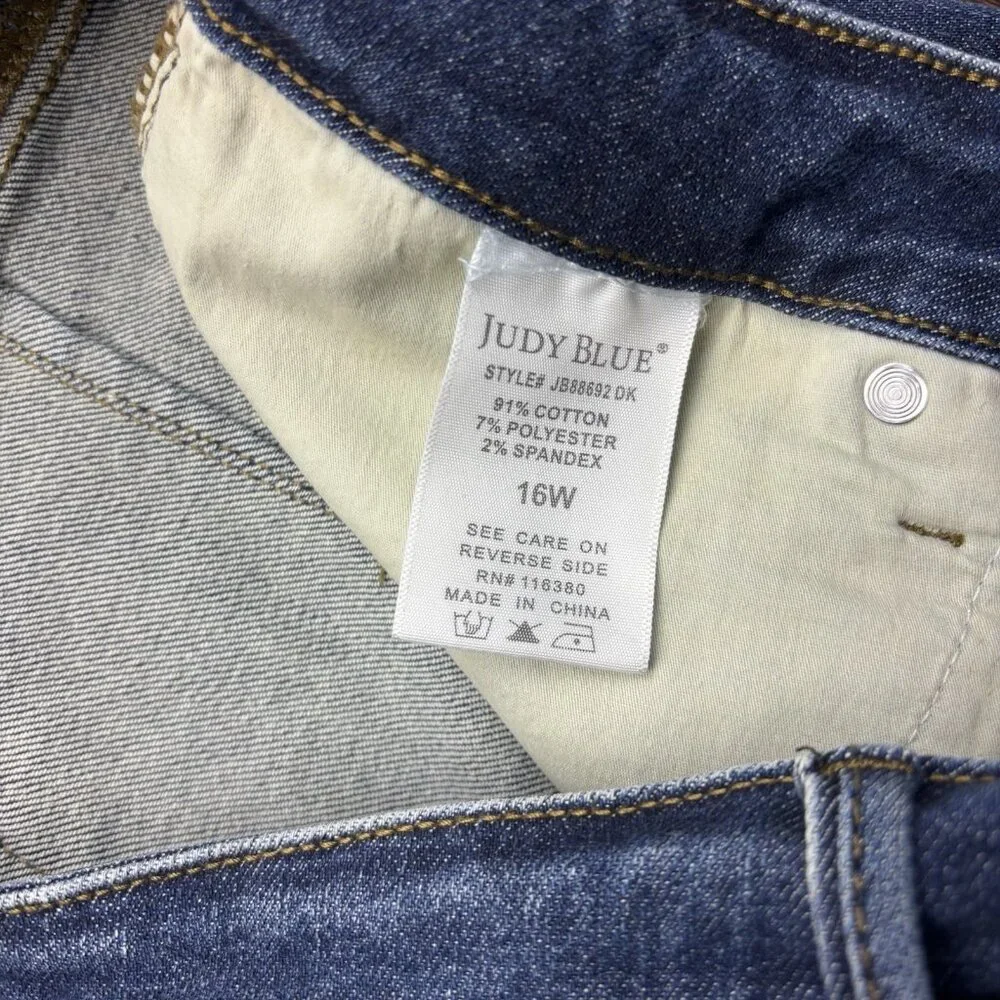 JUDY BLUE®
STYLE# JB88692 DK
91% COTTON
7% POLYESTER
2% SPANDEX
16W
SEE CARE ON
REVERSE SIDE
RN# 116380
MADE IN CHINA